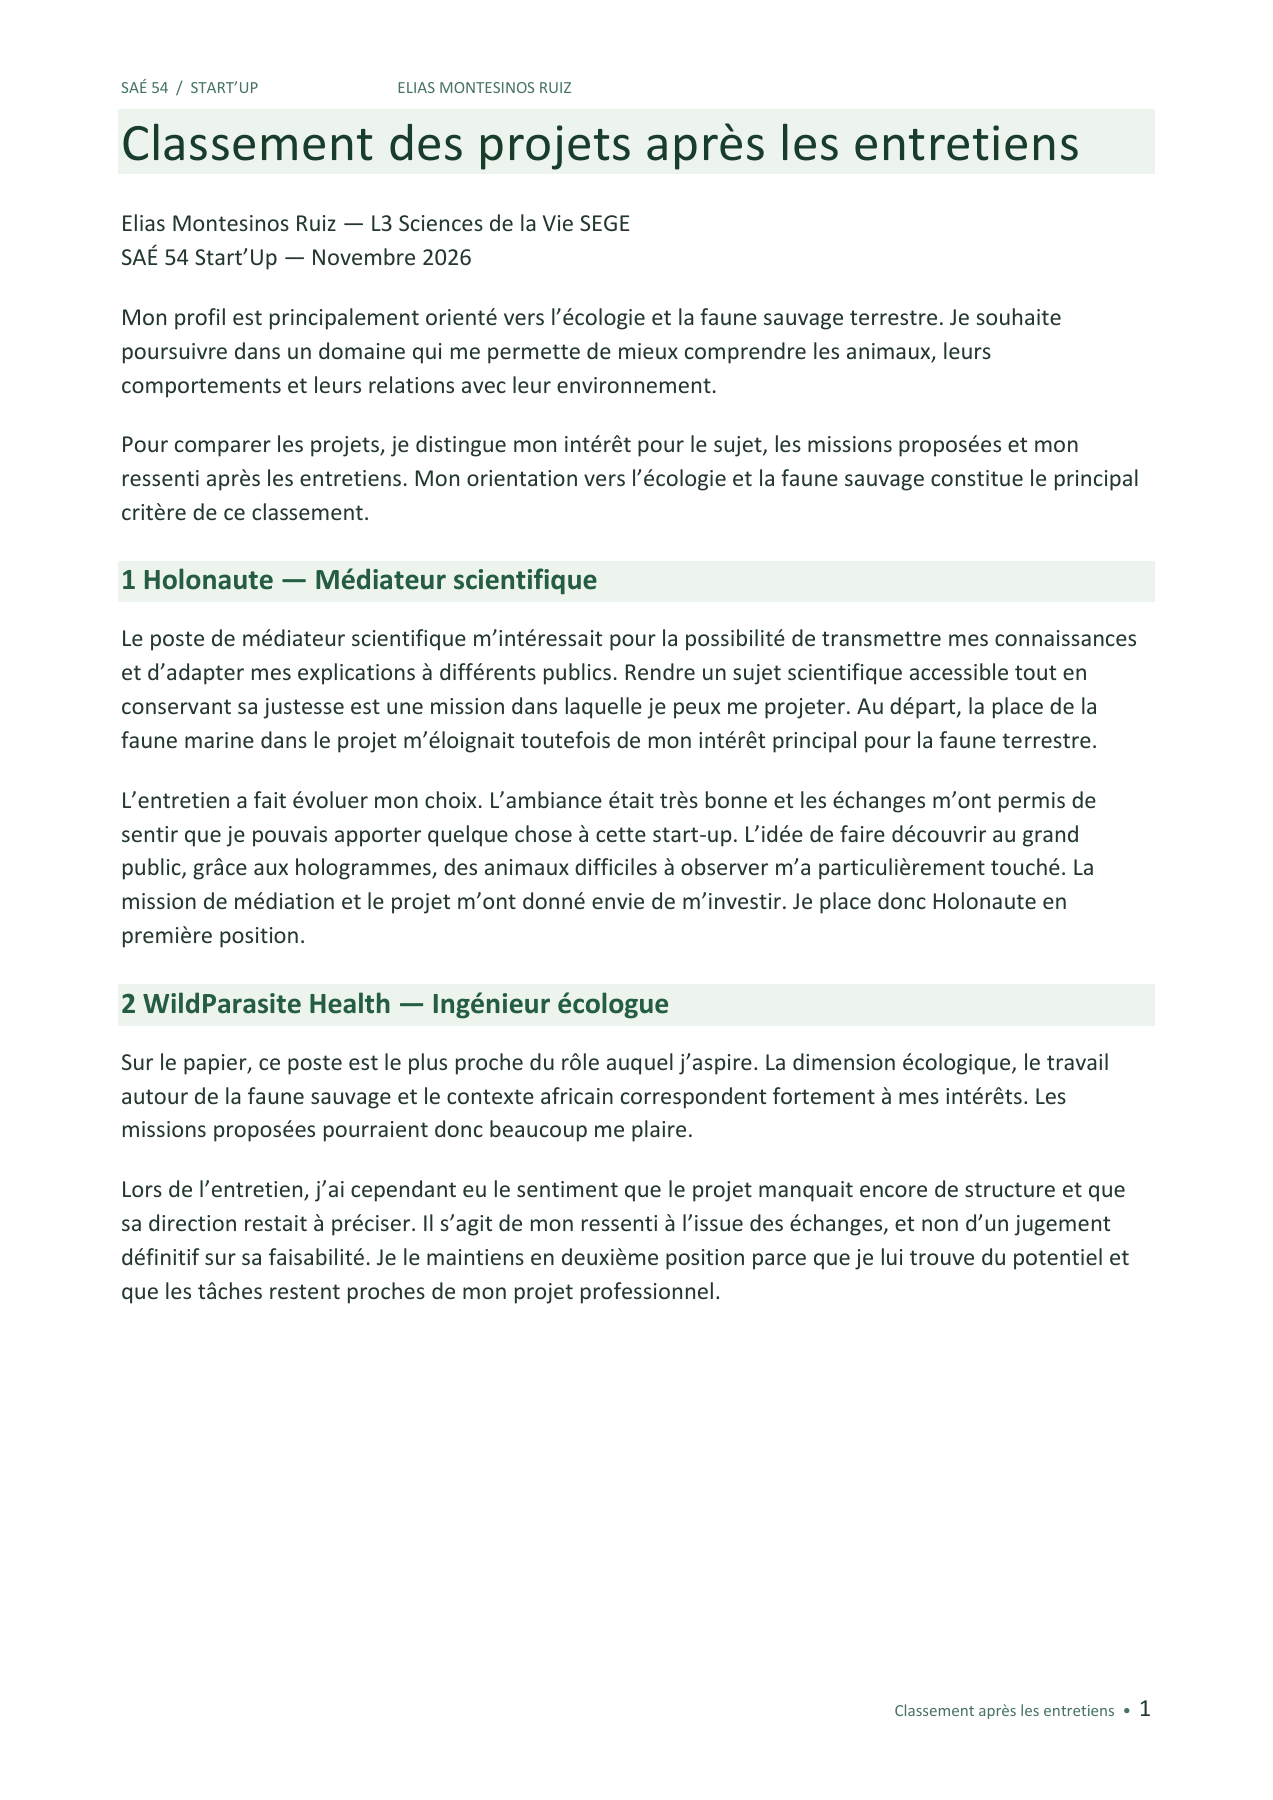 SAÉ 54 / START’UP ELIAS MONTESINOS RUIZ
Classement des projets après les entretiens
Elias Montesinos Ruiz — L3 Sciences de la Vie SEGE
SAÉ 54 Start’Up — Novembre 2026
Mon profil est principalement orienté vers l’écologie et la faune sauvage terrestre. Je souhaite
poursuivre dans un domaine qui me permette de mieux comprendre les animaux, leurs
comportements et leurs relations avec leur environnement.
Pour comparer les projets, je distingue mon intérêt pour le sujet, les missions proposées et mon
ressenti après les entretiens. Mon orientation vers l’écologie et la faune sauvage constitue le principal
critère de ce classement.
1 Holonaute — Médiateur scientifique
Le poste de médiateur scientifique m’intéressait pour la possibilité de transmettre mes connaissances
et d’adapter mes explications à différents publics. Rendre un sujet scientifique accessible tout en
conservant sa justesse est une mission dans laquelle je peux me projeter. Au départ, la place de la
faune marine dans le projet m’éloignait toutefois de mon intérêt principal pour la faune terrestre.
L’entretien a fait évoluer mon choix. L’ambiance était très bonne et les échanges m’ont permis de
sentir que je pouvais apporter quelque chose à cette start-up. L’idée de faire découvrir au grand
public, grâce aux hologrammes, des animaux difficiles à observer m’a particulièrement touché. La
mission de médiation et le projet m’ont donné envie de m’investir. Je place donc Holonaute en
première position.
2 WildParasite Health — Ingénieur écologue
Sur le papier, ce poste est le plus proche du rôle auquel j’aspire. La dimension écologique, le travail
autour de la faune sauvage et le contexte africain correspondent fortement à mes intérêts. Les
missions proposées pourraient donc beaucoup me plaire.
Lors de l’entretien, j’ai cependant eu le sentiment que le projet manquait encore de structure et que
sa direction restait à préciser. Il s’agit de mon ressenti à l’issue des échanges, et non d’un jugement
définitif sur sa faisabilité. Je le maintiens en deuxième position parce que je lui trouve du potentiel et
que les tâches restent proches de mon projet professionnel.
Classement après les entretiens • 1